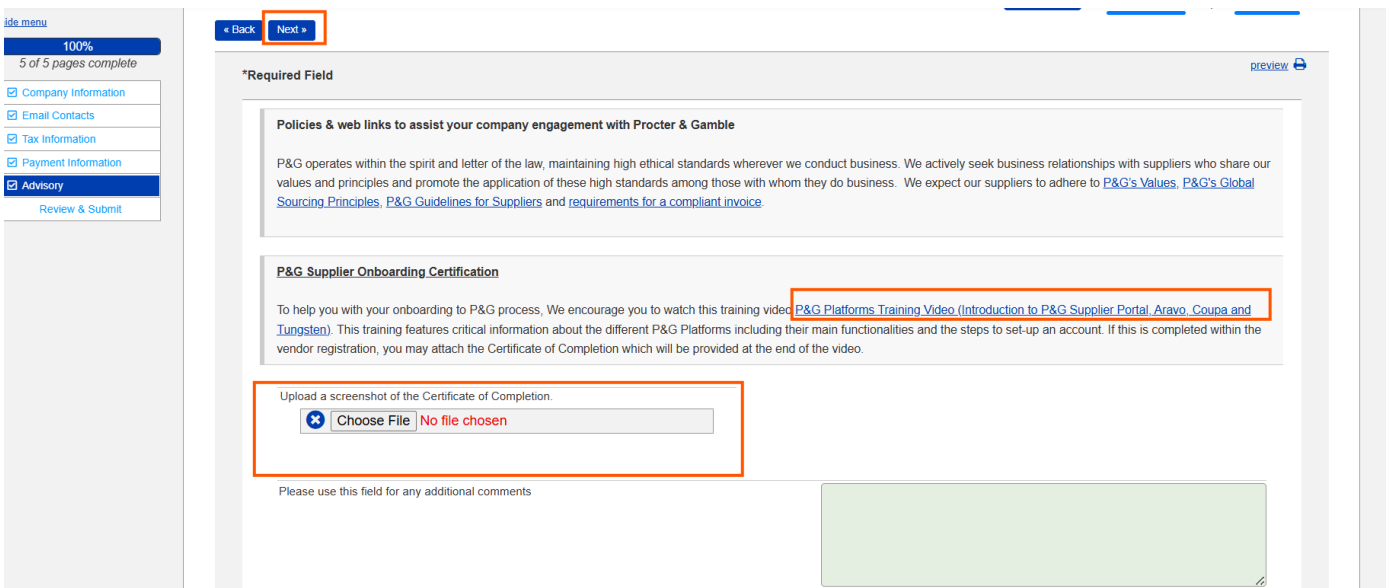 ide menu
100%
5 of 5 pages complete
Company Information
Email Contacts
Tax Information
Payment Information
Advisory
Review & Submit
« Back
Next »
preview
*Required Field
Policies & web links to assist your company engagement with Procter & Gamble
P&G operates within the spirit and letter of the law, maintaining high ethical standards wherever we conduct business. We actively seek business relationships with suppliers who share our
values and principles and promote the application of these high standards among those with whom they do business. We expect our suppliers to adhere to P&G's Values, P&G's Global
Sourcing Principles, P&G Guidelines for Suppliers and requirements for a compliant invoice.
P&G Supplier Onboarding Certification
To help you with your onboarding to P&G process, We encourage you to watch this training video P&G Platforms Training Video (Introduction to P&G Supplier Portal, Aravo, Coupa and
Tungsten). This training features critical information about the different P&G Platforms including their main functionalities and the steps to set-up an account. If this is completed within the
vendor registration, you may attach the Certificate of Completion which will be provided at the end of the video.
Upload a screenshot of the Certificate of Completion.
Choose File No file chosen
Please use this field for any additional comments